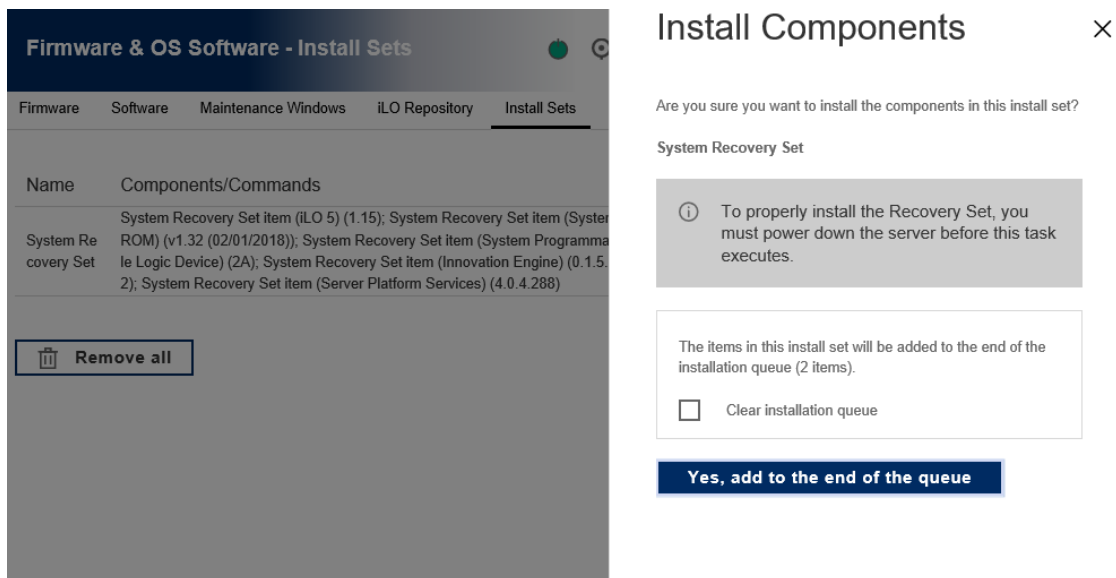 Firmware & OS Software - Install Sets
Firmware Software Maintenance Windows iLO Repository Install Sets
Name Components/Commands
System Re
covery Set
System Recovery Set item (iLO 5) (1.15); System Recovery Set item (System
ROM) (v1.32 (02/01/2018)); System Recovery Set item (System Programma
le Logic Device) (2A); System Recovery Set item (Innovation Engine) (0.1.5.
2); System Recovery Set item (Server Platform Services) (4.0.4.288)
Remove all
Install Components
Are you sure you want to install the components in this install set?
System Recovery Set
To properly install the Recovery Set, you
must power down the server before this task
executes.
The items in this install set will be added to the end of the
installation queue (2 items).
Clear installation queue
Yes, add to the end of the queue